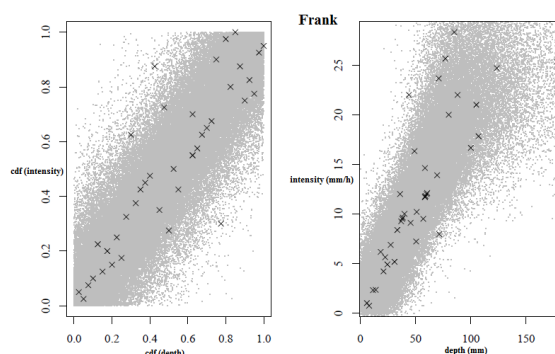 Frank
1.0
0.8
0.6
0.4
0.2
0.0
cdf (intensity)
0.0 0.2 0.4 0.6 0.8 1.0
cdf (depth)
25
20
15
10
5
0
intensity (mm/h)
0 50 100 150
depth (mm)